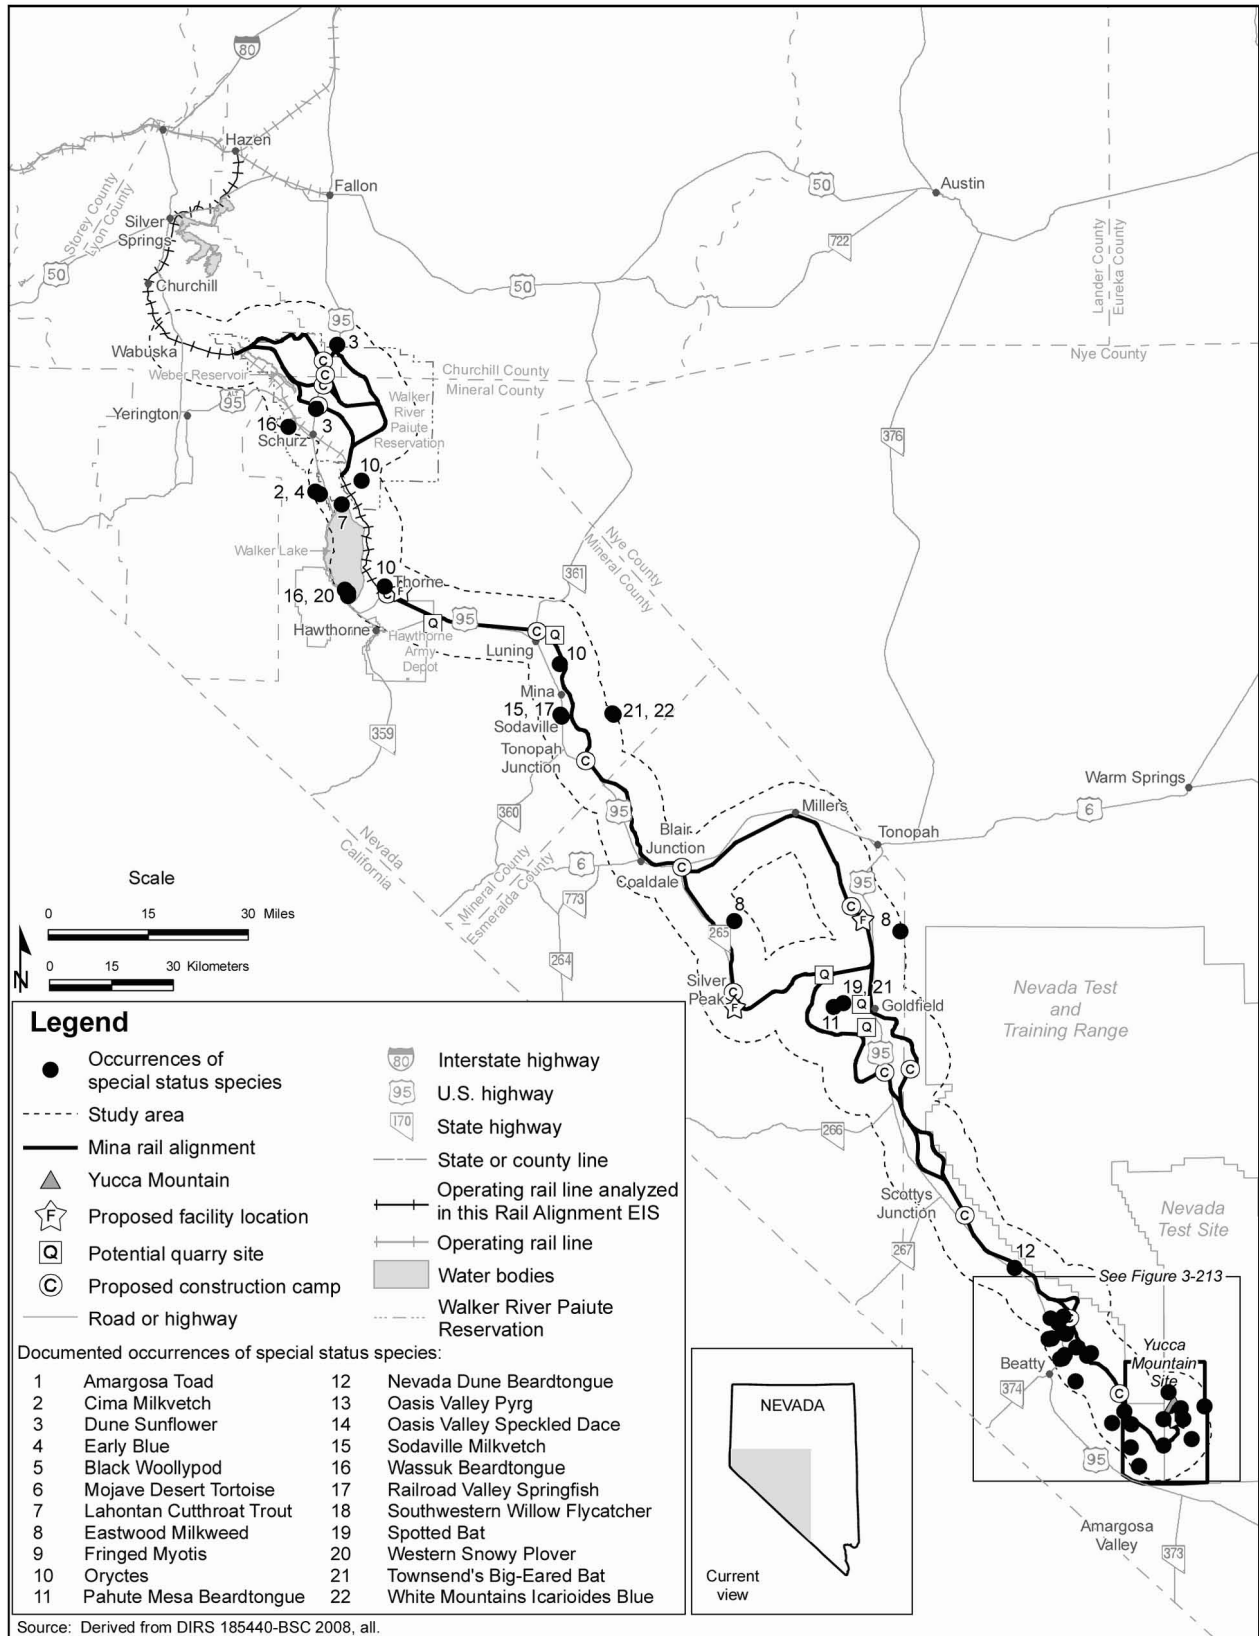 80
Hazen
Fallon
Storey County
Lyon County
Silver
Springs
50
Churchill
50
Austin
722
50
Lander County
Eureka County
95
3
Wabuska
Nye County
Churchill County
Mineral County
Weber Reservoir
ALT
95
Yerington
Walker
River
Paiute
Reservation
C
C
C
C
3
16
Schurz
376
10
2, 4
7
Walker Lake
Nye County
Mineral County
10
Thorne
C
F
361
16, 20
Hawthorne
Hawthorne
Army
Depot
Q
95
C
Q
Luning
10
Mina
15, 17
Sodaville
21, 22
359
Tonopah
Junction
C
Warm Springs
6
360
95
Millers
Blair
Junction
Tonopah
Nevada
California
6
C
Coaldale
95
773
Mineral County
Esmeralda County
8
265
C
F
8
264
Scale
0 15 30 Miles
0 15 30 Kilometers
N
Silver
Peak
C
F
Q
19, 21
Q
11
Goldfield
Q
95
C
C
Nevada Test
and
Training Range
266
Scottys
Junction
C
267
Nevada
Test Site
12
See Figure 3-213
C
Beatty
374
Yucca
Mountain
Site
C
95
Amargosa
Valley
373
Legend
Occurrences of
special status species
Study area
Mina rail alignment
Yucca Mountain
F Proposed facility location
Q Potential quarry site
C Proposed construction camp
Road or highway
80 Interstate highway
95 U.S. highway
170 State highway
State or county line
Operating rail line analyzed
in this Rail Alignment EIS
Operating rail line
Water bodies
Walker River Paiute
Reservation
Documented occurrences of special status species:
1 Amargosa Toad
2 Cima Milkvetch
3 Dune Sunflower
4 Early Blue
5 Black Woollypod
6 Mojave Desert Tortoise
7 Lahontan Cutthroat Trout
8 Eastwood Milkweed
9 Fringed Myotis
10 Oryctes
11 Pahute Mesa Beardtongue
12 Nevada Dune Beardtongue
13 Oasis Valley Pyrg
14 Oasis Valley Speckled Dace
15 Sodaville Milkvetch
16 Wassuk Beardtongue
17 Railroad Valley Springfish
18 Southwestern Willow Flycatcher
19 Spotted Bat
20 Western Snowy Plover
21 Townsend's Big-Eared Bat
22 White Mountains Icarioides Blue
NEVADA
Current
view
Source: Derived from DIRS 185440-BSC 2008, all.